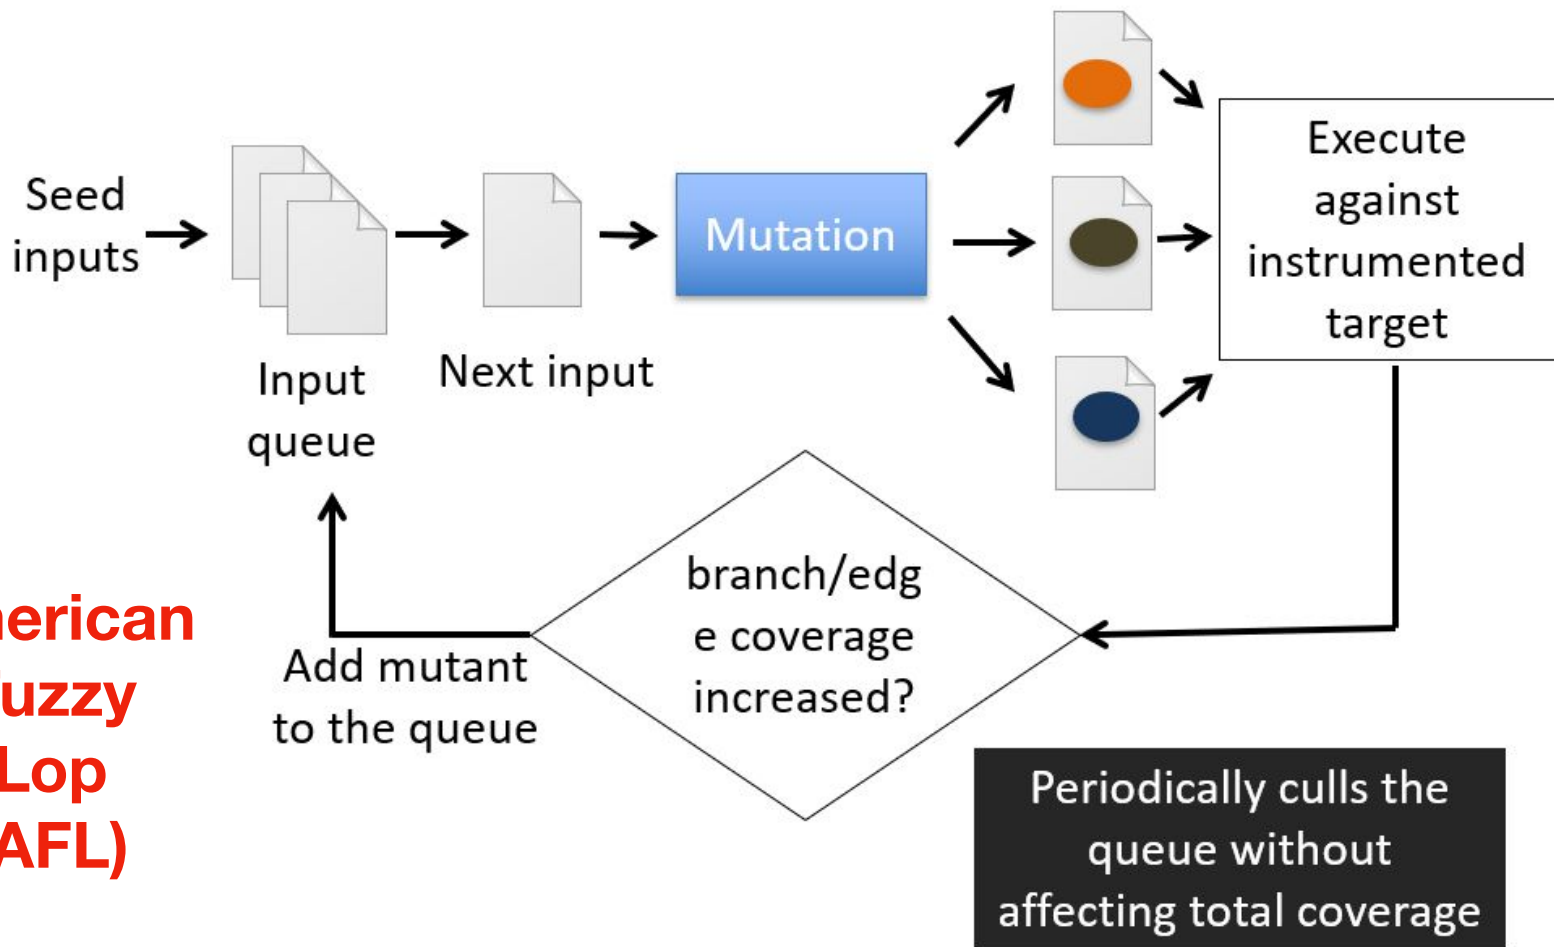 Seed
inputs
Input
queue
Next input
Mutation
Execute
against
instrumented
target
branch/edg
e coverage
increased?
Add mutant
to the queue
merican
uzzy
Lop
AFL)
Periodically culls the
queue without
affecting total coverage